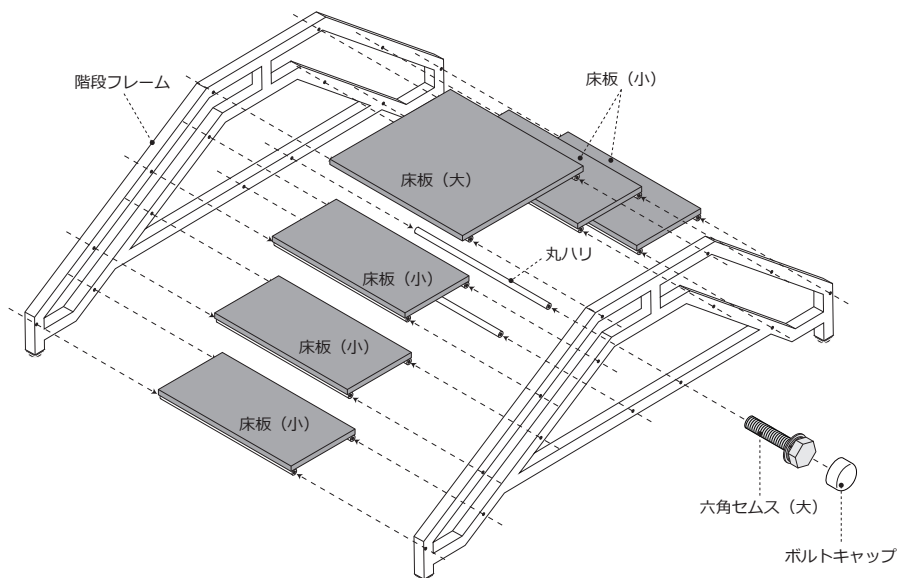 階段フレーム
床板（小）
床板（大）
丸ハリ
床板（小）
床板（小）
床板（小）
六角セムス（大）
ボルトキャップ